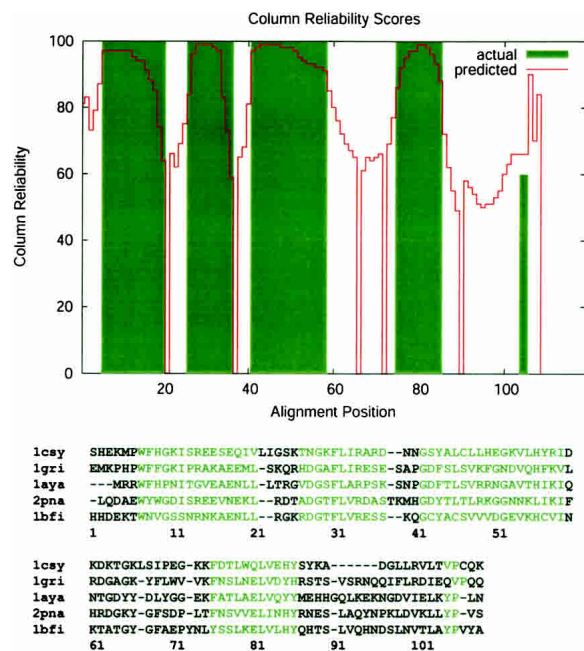 Column Reliability Scores
100
80
60
40
20
0
Column Reliability
actual
predicted
20 40 60 80 100
Alignment Position
1csy SHEKMPWFHGKISREESEQIVLIGSKTNGKFLIRARD--NNGSYALCLLHEGKVLHYRID
1gri EMKPHPWFFGKIPRAKAEEML-SKQRHDGAFLIRESE-SAPGDFSLSVKFGNDVQHFKVL
1aya ---MRRWFHPNITGVEAENLL-LTRGVDGSFLARPSK-SNPGDFTLSVRRNGAVTHIKIQ
2pna -LQDAEWYWGDISREEVNEKL-RDTADGTFLVRDASTKMHGDYTLTLRKGGNNKLIKIF
1bfi HHDEKTWNVGSSNRNKAENLL-RGKRDGTFLVRESS-KQGCYACSVVVDGEVKHCVIN
1 11 21 31 41 51
1csy KDKTGKLSIPEG-KKFDTLWQLVEHYSYKA------DGLLRVLTVPCQK
1gri RDGAGK-YFLWV-VKFNSLNELVDYHRSTS-VSRNQQIFLRDIEQVPQQ
1aya NTGDYY-DLYGGEKFATLAELVQYYMEHHGQLKEKNGDVIELKYP-LN
2pna HRDGKY-GFSDP-LTFNSVVELINHYRNES-LAQYNPKLDVKLLYP-VS
1bfi KTATGY-GFAEPYNLYSSLKELVLHYQHTS-LVQHNDSLNVTLAYPVYA
61 71 81 91 101